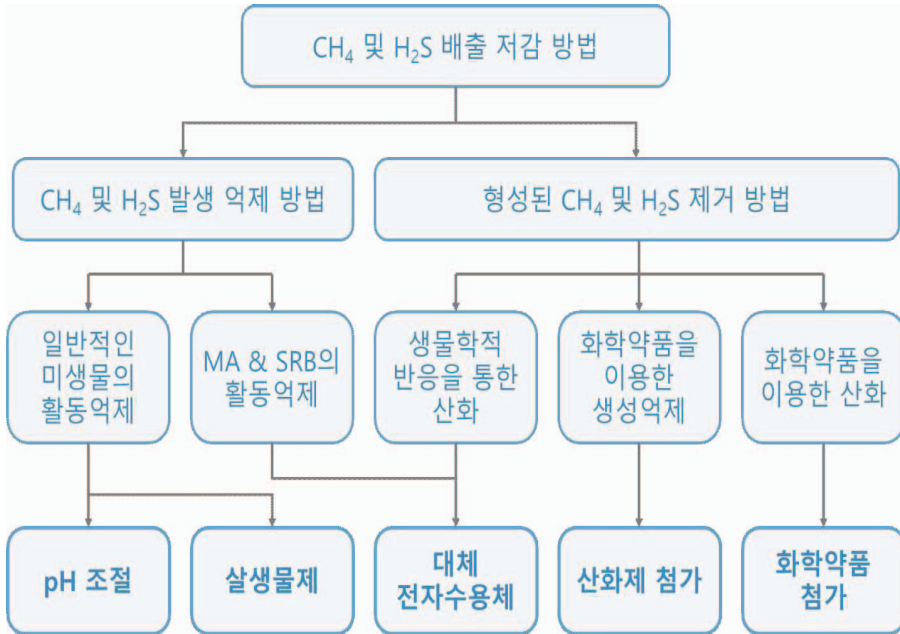 CH₄ 및 H₂S 배출 저감 방법
CH₄ 및 H₂S 발생 억제 방법
형성된 CH₄ 및 H₂S 제거 방법
일반적인
미생물의
활동억제
MA & SRB의
활동억제
생물학적
반응을 통한
산화
화학약품을
이용한
생성억제
화학약품을
이용한 산화
pH 조절
살생물제
대체
전자수용체
산화제 첨가
화학약품
첨가